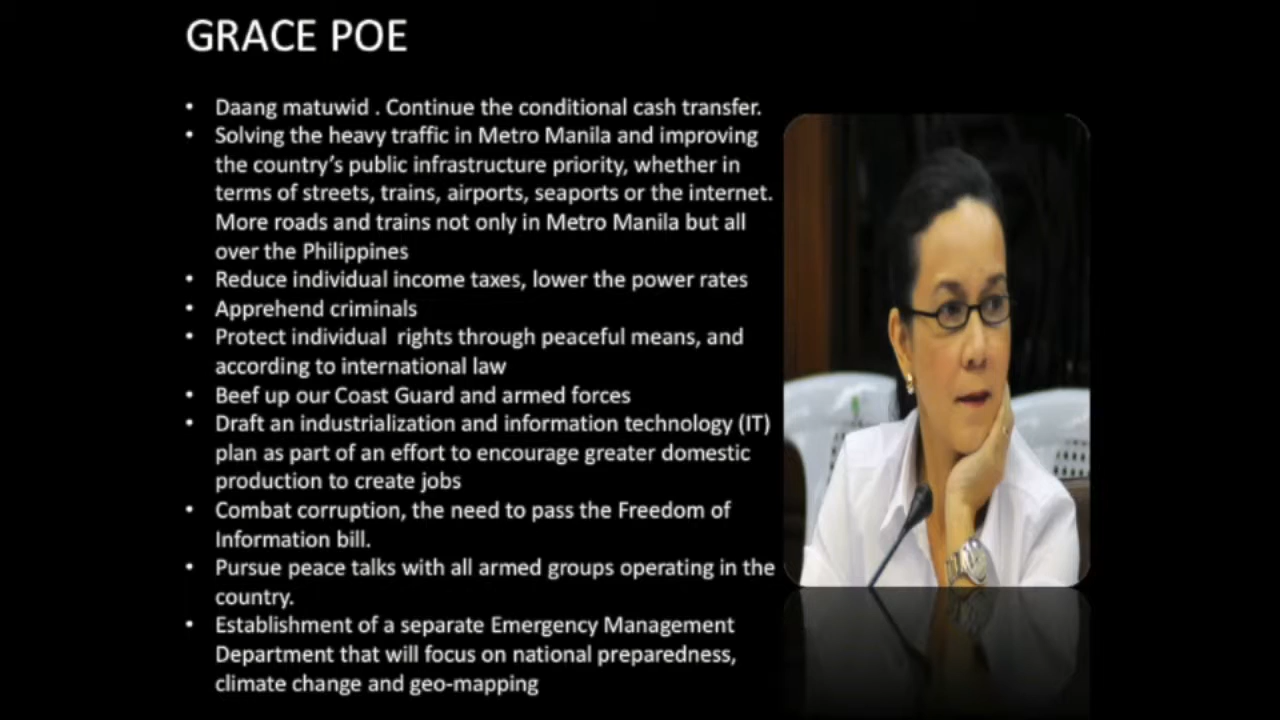 GRACE POE
• Daang matuwid . Continue the conditional cash transfer.
• Solving the heavy traffic in Metro Manila and improving
the country's public infrastructure priority, whether in
terms of streets, trains, airports, seaports or the internet.
More roads and trains not only in Metro Manila but all
over the Philippines
• Reduce individual income taxes, lower the power rates
• Apprehend criminals
• Protect individual  rights through peaceful means, and
according to international law
• Beef up our Coast Guard and armed forces
• Draft an industrialization and information technology (IT)
plan as part of an effort to encourage greater domestic
production to create jobs
• Combat corruption, the need to pass the Freedom of
Information bill.
• Pursue peace talks with all armed groups operating in the
country.
• Establishment of a separate Emergency Management
Department that will focus on national preparedness,
climate change and geo-mapping